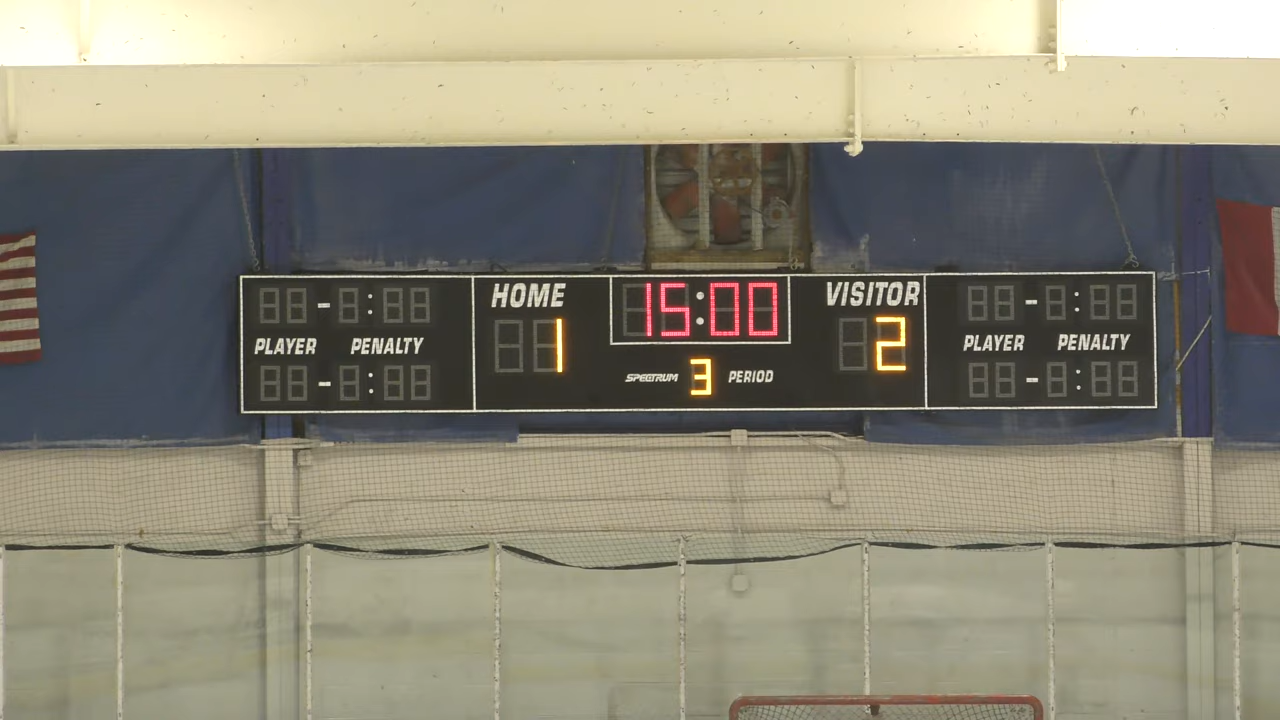 HOME 15:00 VISITOR
1 2
PLAYER PENALTY PLAYER PENALTY
SPECTRUM 3 PERIOD